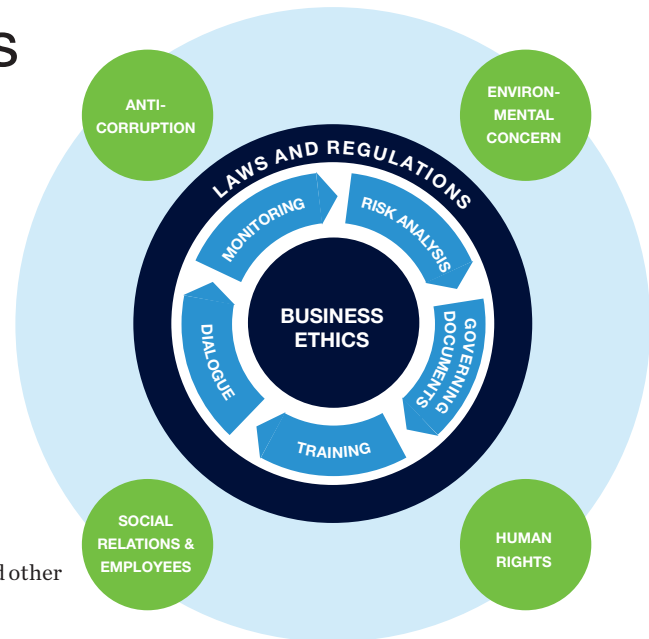 S
ANTI-
CORRUPTION
ENVIRON-
MENTAL
CONCERN
LAWS AND REGULATIONS
MONITORING
RISK ANALYSIS
BUSINESS
ETHICS
GOVERNING
DOCUMENTS
DIALOGUE
TRAINING
SOCIAL
RELATIONS &
EMPLOYEES
HUMAN
RIGHTS
other